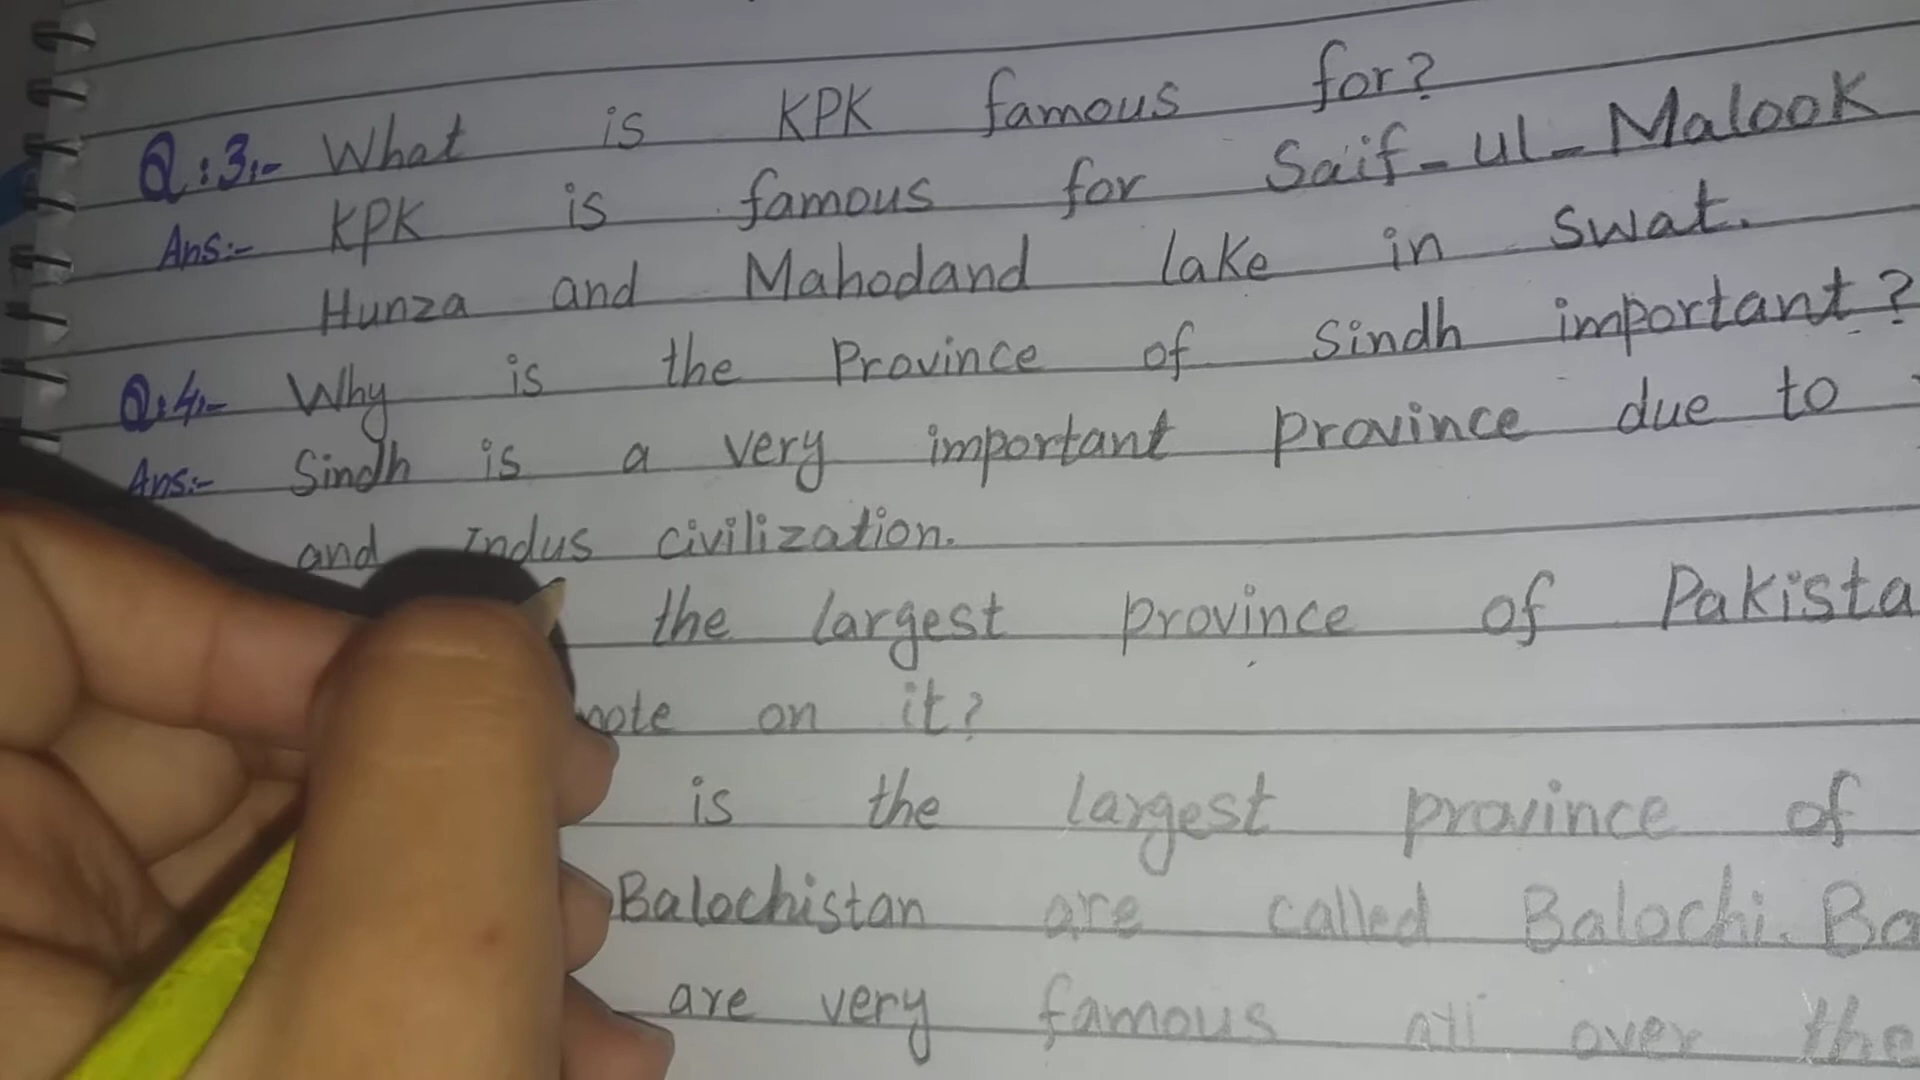 Q:3:- What is KPK famous for?
Ans:- KPK is famous for Saif-ul-Malook
Hunza and Mahodand lake in swat.
Q:4:- Why is the Province of Sindh important?
Ans:- Sindh is a very important province due to
and Indus civilization.
the largest province of Pakista
note on it?
is the largest province of
Balochistan are called Balochi. Ba
are very famous all over the